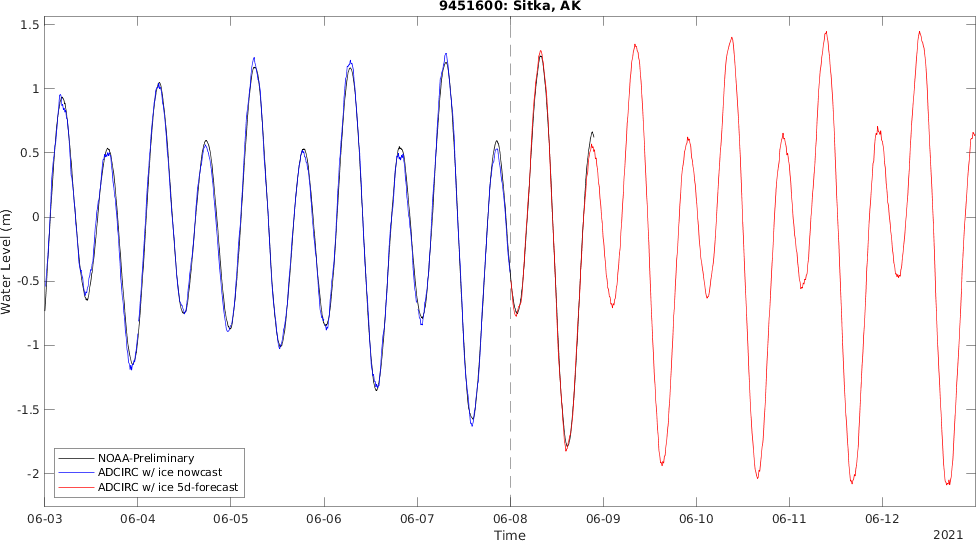 9451600: Sitka, AK
1.5
1
0.5
0
-0.5
-1
-1.5
-2
Water Level (m)
NOAA-Preliminary
ADCIRC w/ ice nowcast
ADCIRC w/ ice 5d-forecast
06-03 06-04 06-05 06-06 06-07 06-08 06-09 06-10 06-11 06-12
Time
2021